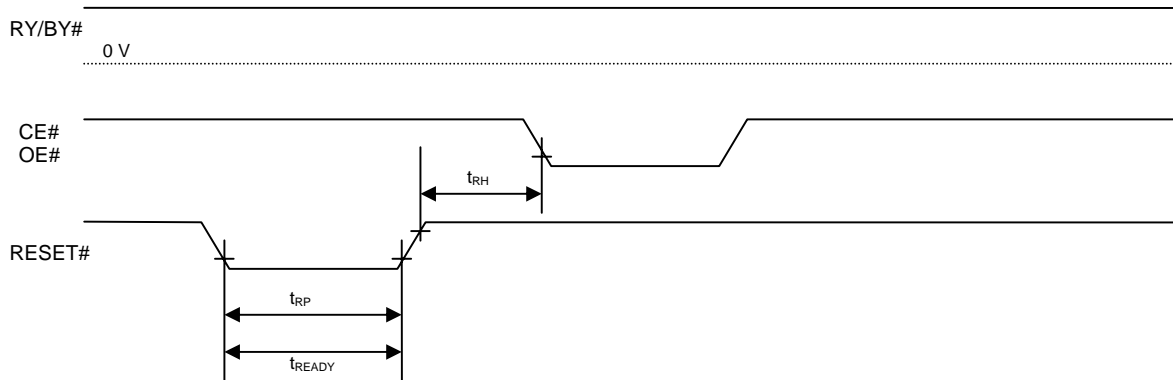 RY/BY#
0 V
CE#
OE#
tRH
RESET#
tRP
tREADY